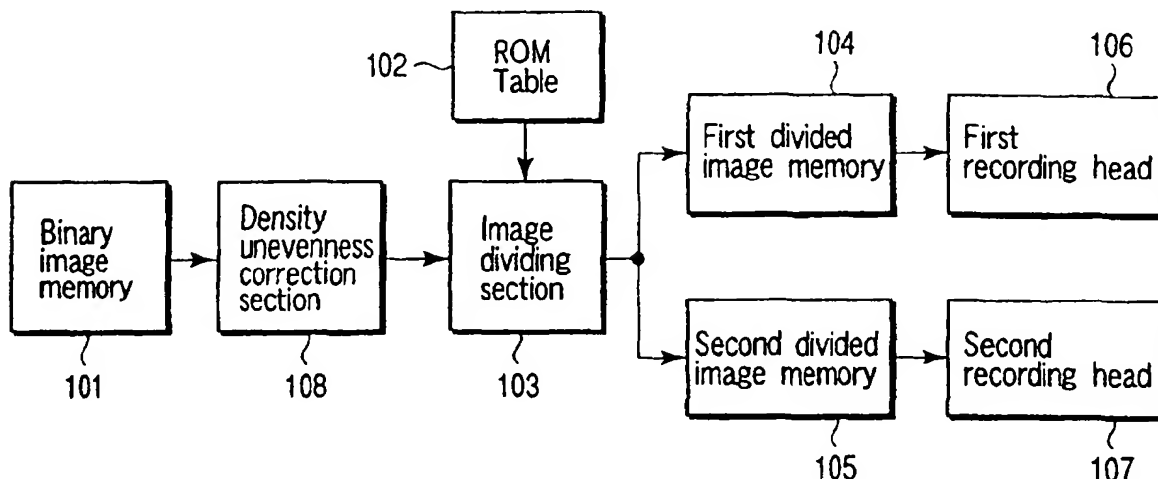 102
ROM
Table
104
106
First divided
image memory
First
recording head
Binary
image
memory
Density
unevenness
correction
section
Image
dividing
section
Second divided
image memory
Second
recording head
101
108
103
105
107